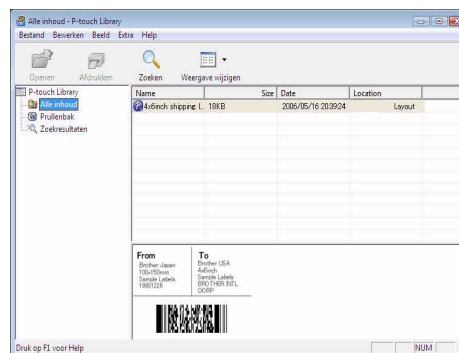 Alle inhoud - P-touch Library
Bestand Bewerken Beeld Extra Help
Openen Afdrukken Zoeken Weergave wijzigen
P-touch Library
Alle inhoud
Prullenbak
Zoekresultaten
Name Size Date Location
4x6inch shipping l... 18KB 2006/05/16 20:39:24 Layout
From
Brother Japan
100x150mm
Sample Labels
19801226
To
Brother USA
4x6inch
Sample Labels
BROTHER INTL
CORP
Druk op F1 voor Help NUM